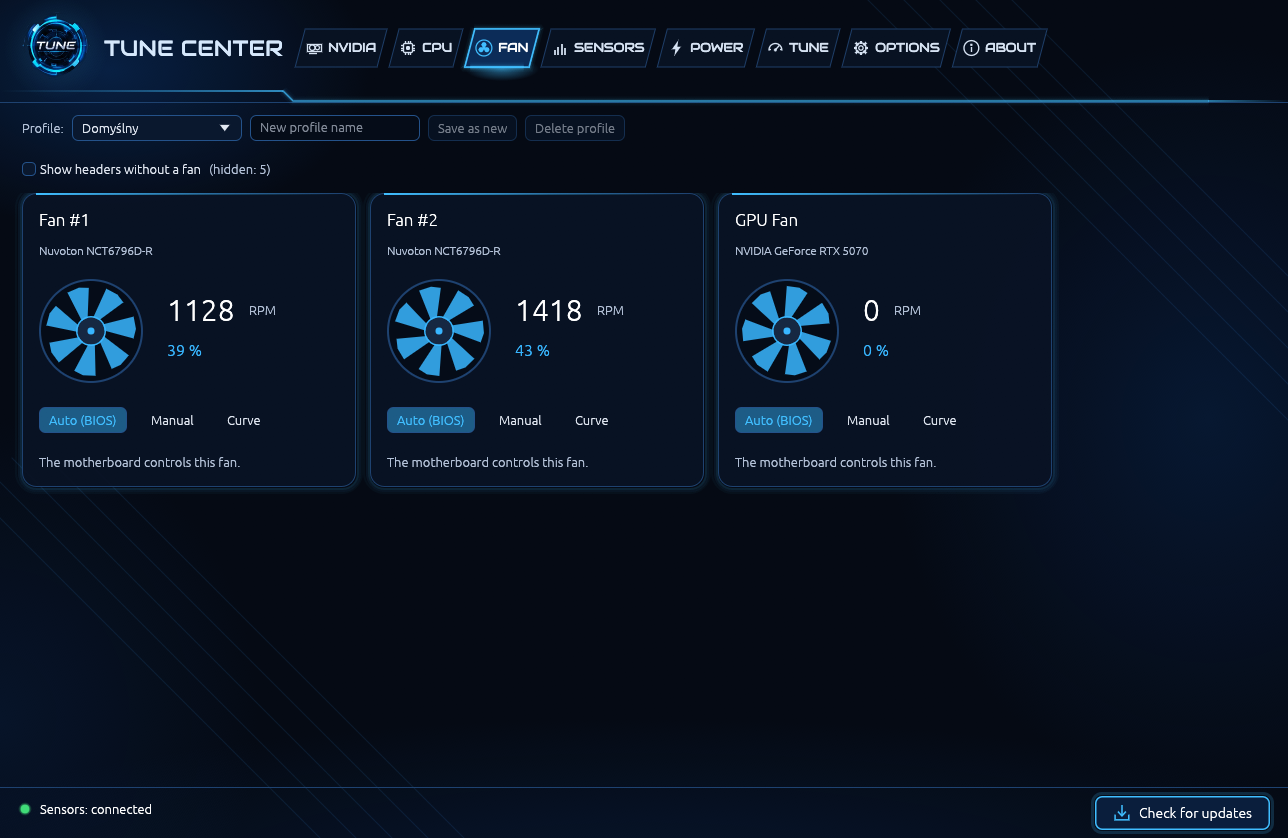 TUNE
TUNE CENTER
NVIDIA
CPU
FAN
SENSORS
POWER
TUNE
OPTIONS
ABOUT
Profile: Domyślny New profile name Save as new Delete profile
Show headers without a fan (hidden: 5)
Fan #1
Nuvoton NCT6796D-R
1128 RPM
39 %
Auto (BIOS) Manual Curve
The motherboard controls this fan.
Fan #2
Nuvoton NCT6796D-R
1418 RPM
43 %
Auto (BIOS) Manual Curve
The motherboard controls this fan.
GPU Fan
NVIDIA GeForce RTX 5070
0 RPM
0 %
Auto (BIOS) Manual Curve
The motherboard controls this fan.
Sensors: connected
Check for updates